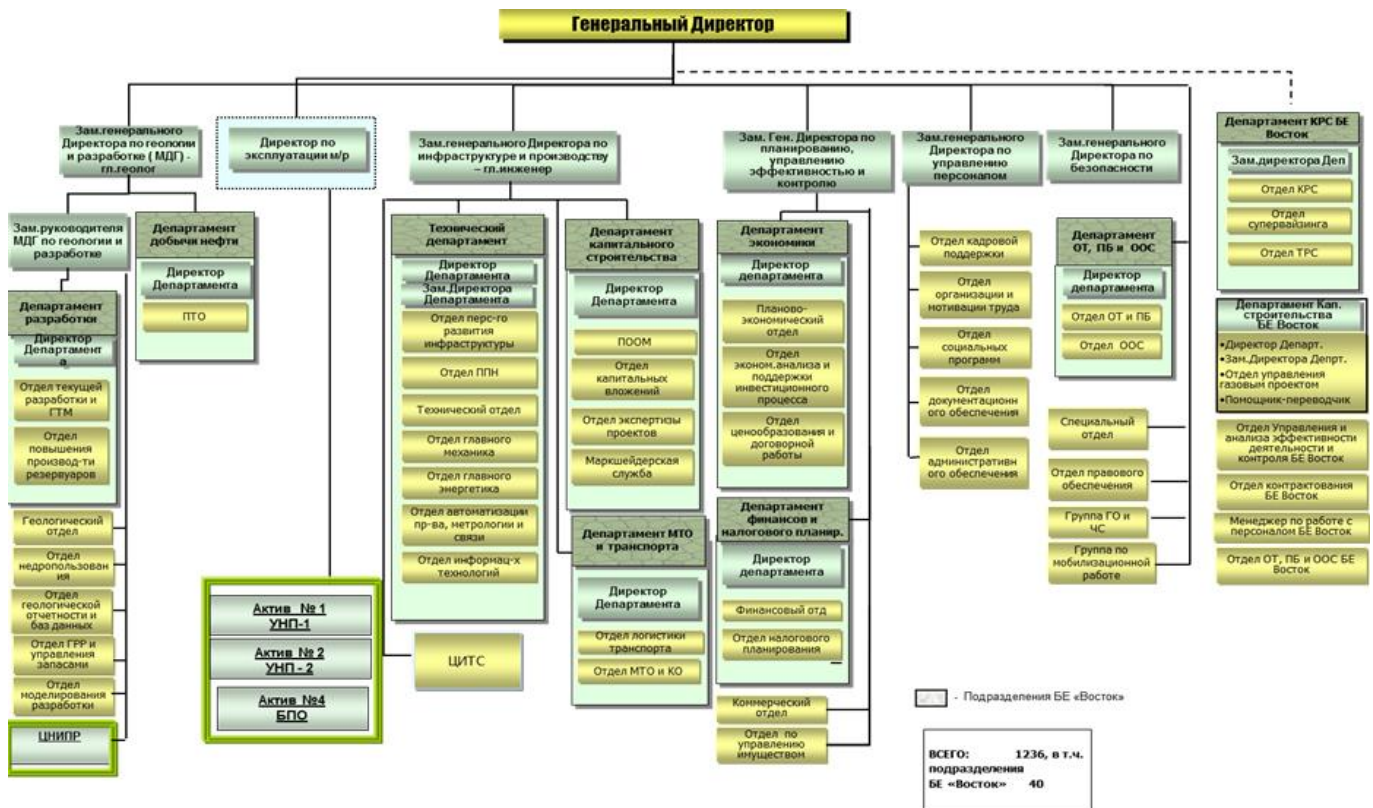 Генеральный Директор
Зам.генерального
Директора по геологии
и разработке ( МДГ) -
гл.геолог
Директор по
эксплуатации м/р
Зам.генерального Директора по
инфраструктуре и производству
– гл.инженер
Зам. Ген. Директора по
планированию,
управлению
эффективностью и
контролю
Зам.генерального
Директора по
управлению
персоналом
Зам.генерального
Директора по
безопасности
Департамент КРС БЕ
Восток
Зам.директора Деп
Отдел КРС
Отдел
супервайзинга
Отдел ТРС
Зам.руководителя
МДГ по геологии и
разработке
Департамент
добычи нефти
Директор
Департамента
ПТО
Департамент
разработки
Директор
Департамент
а
Отдел текущей
разработки и
ГТМ
Отдел
повышения
производ-ти
резервуаров
Геологический
отдел
Отдел
недропользован
ия
Отдел
геологической
отчетности и
баз данных
Отдел ГРР и
управления
запасами
Отдел
моделирования
разработки
ЦНИПР
Актив № 1
УНП-1
Актив № 2
УНП - 2
Актив №4
БПО
Технический
департамент
Директор
Департамента
Зам.Директора
Департамента
Отдел перс-го
развития
инфраструктуры
Отдел ППН
Технический отдел
Отдел главного
механика
Отдел главного
энергетика
Отдел автоматизации
пр-ва, метрологии и
связи
Отдел информац-х
технологий
ЦИТС
Департамент
капитального
строительства
Директор
Департамента
ПООМ
Отдел
капитальных
вложений
Отдел экспертизы
проектов
Маркшейдерская
служба
Департамент МТО
и транспорта
Директор
Департамента
Отдел логистики
транспорта
Отдел МТО и КО
Департамент
экономики
Директор
департамента
Планово-
экономический
отдел
Отдел
эконом.анализа и
поддержки
инвестиционного
процесса
Отдел
ценообразования и
договорной
работы
Департамент
финансов и
налогового планир.
Директор
департамента
Финансовый отд
Отдел налогового
планирования
Коммерческий
отдел
Отдел по
управлению
имуществом
Отдел кадровой
поддержки
Отдел
организации и
мотивации труда
Отдел
социальных
программ
Отдел
документационн
ого обеспечения
Отдел
административн
ого обеспечения
Департамент
ОТ, ПБ и ООС
Директор
департамента
Отдел ОТ и ПБ
Отдел ООС
Специальный
отдел
Отдел правового
обеспечения
Группа ГО и
ЧС
Группа по
мобилизационной
работе
Департамент Кап.
строительства
БЕ Восток
•Директор Департ.
•Зам.Директора Депрт.
•Отдел управления
газовым проектом
•Помощник-переводчик
Отдел Управления и
анализа эффективности
деятельности и
контроля БЕ Восток
Отдел контрактования
БЕ Восток
Менеджер по работе с
персоналом БЕ Восток
Отдел ОТ, ПБ и ООС БЕ
Восток
- Подразделения БЕ «Восток»
ВСЕГО: 1236, в т.ч.
подразделения
БЕ «Восток» 40